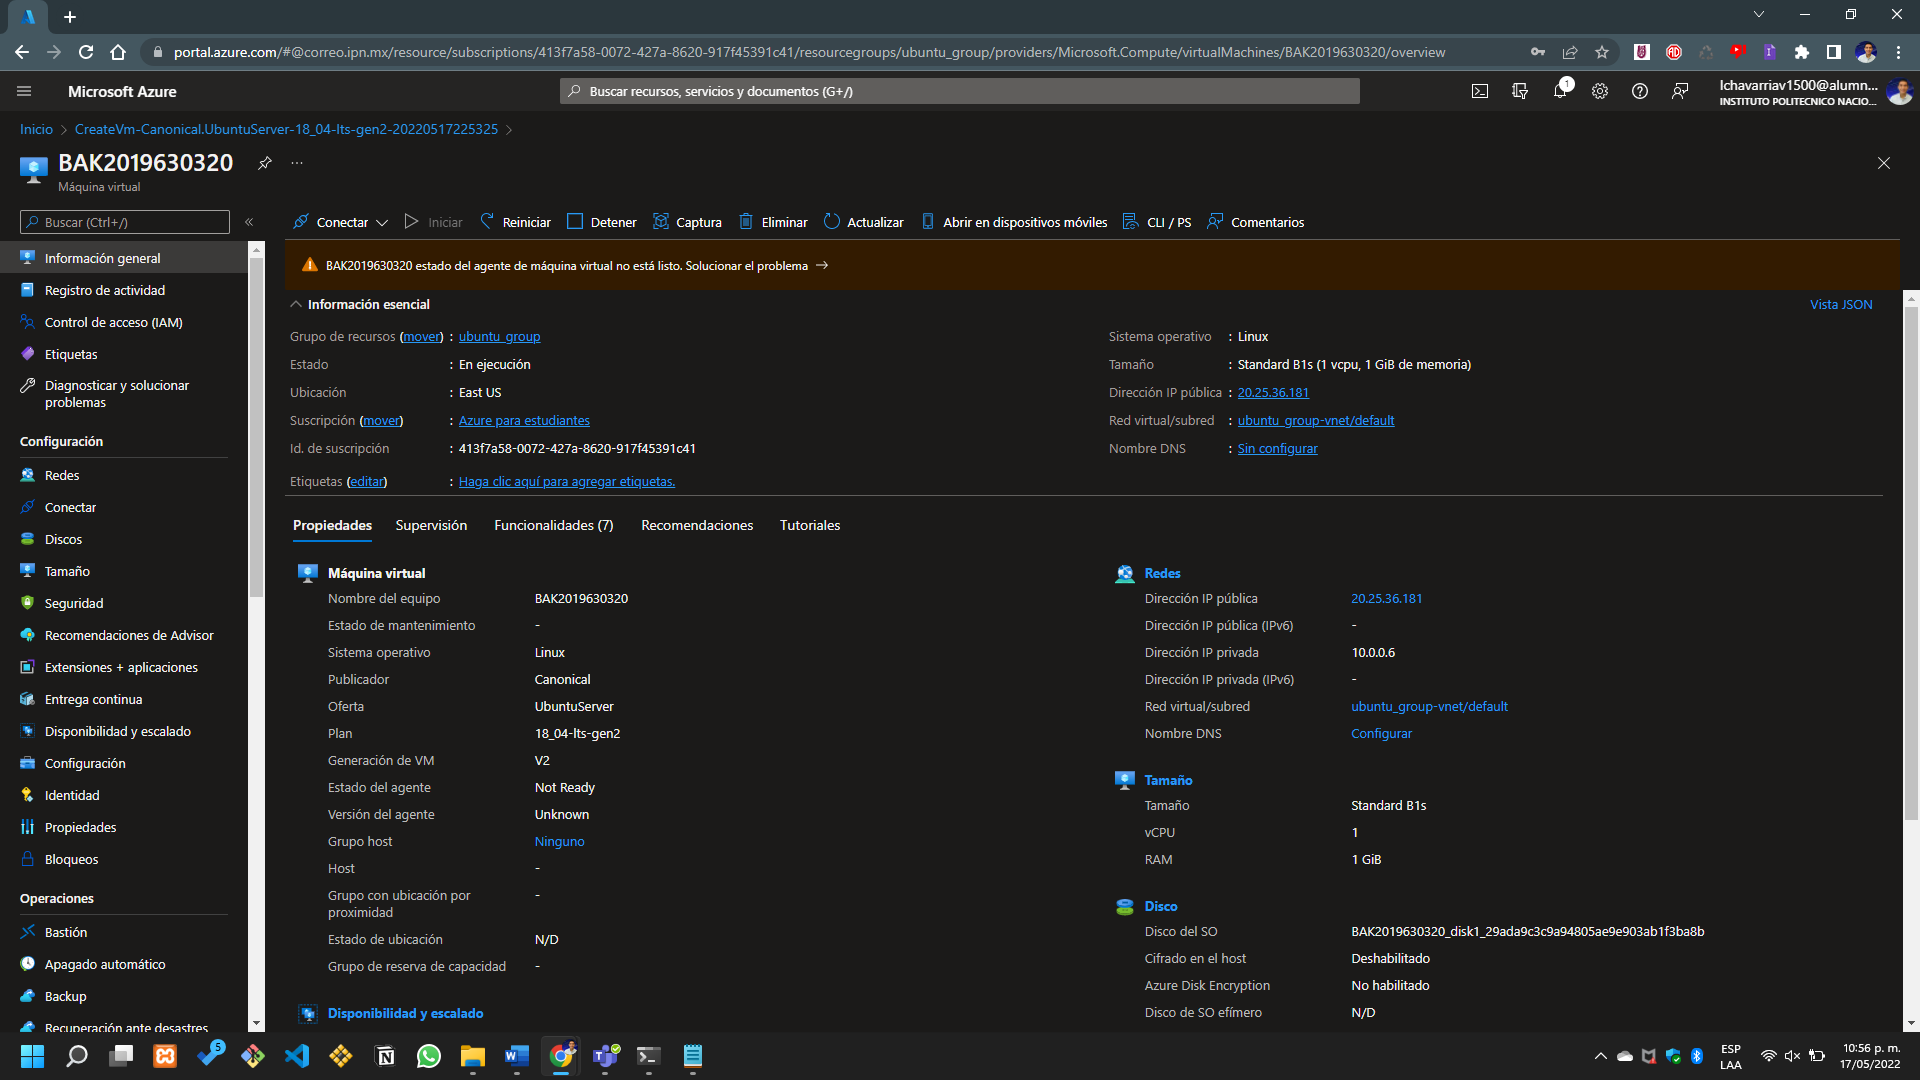 portal.azure.com/#@correo.ipn.mx/resource/subscriptions/413f7a58-0072-427a-8620-917f45391c41/resourcegroups/ubuntu_group/providers/Microsoft.Compute/virtualMachines/BAK2019630320/overview
Microsoft Azure
Buscar recursos, servicios y documentos (G+/)
1
lchavarriav1500@alumn...
INSTITUTO POLITECNICO NACIO...
Inicio > CreateVm-Canonical.UbuntuServer-18_04-lts-gen2-20220517225325 >
BAK2019630320
Máquina virtual
Buscar (Ctrl+/)
Conectar
Iniciar
Reiniciar
Detener
Captura
Eliminar
Actualizar
Abrir en dispositivos móviles
CLI / PS
Comentarios
BAK2019630320 estado del agente de máquina virtual no está listo. Solucionar el problema →
Información general
Registro de actividad
Control de acceso (IAM)
Etiquetas
Diagnosticar y solucionar
problemas
Configuración
Redes
Conectar
Discos
Tamaño
Seguridad
Recomendaciones de Advisor
Extensiones + aplicaciones
Entrega continua
Disponibilidad y escalado
Configuración
Identidad
Propiedades
Bloqueos
Operaciones
Bastión
Apagado automático
Backup
Recuperación ante desastres
Información esencial
Vista JSON
Grupo de recursos (mover) : ubuntu_group
Estado : En ejecución
Ubicación : East US
Suscripción (mover) : Azure para estudiantes
Id. de suscripción : 413f7a58-0072-427a-8620-917f45391c41
Etiquetas (editar) : Haga clic aquí para agregar etiquetas.
Sistema operativo : Linux
Tamaño : Standard B1s (1 vcpu, 1 GiB de memoria)
Dirección IP pública : 20.25.36.181
Red virtual/subred : ubuntu_group-vnet/default
Nombre DNS : Sin configurar
Propiedades
Supervisión
Funcionalidades (7)
Recomendaciones
Tutoriales
Máquina virtual
Nombre del equipo BAK2019630320
Estado de mantenimiento -
Sistema operativo Linux
Publicador Canonical
Oferta UbuntuServer
Plan 18_04-lts-gen2
Generación de VM V2
Estado del agente Not Ready
Versión del agente Unknown
Grupo host Ninguno
Host -
Grupo con ubicación por -
proximidad
Estado de ubicación N/D
Grupo de reserva de capacidad -
Disponibilidad y escalado
Redes
Dirección IP pública 20.25.36.181
Dirección IP pública (IPv6) -
Dirección IP privada 10.0.0.6
Dirección IP privada (IPv6) -
Red virtual/subred ubuntu_group-vnet/default
Nombre DNS Configurar
Tamaño
Tamaño Standard B1s
vCPU 1
RAM 1 GiB
Disco
Disco del SO BAK2019630320_disk1_29ada9c3c9a94805ae9e903ab1f3ba8b
Cifrado en el host Deshabilitado
Azure Disk Encryption No habilitado
Disco de SO efímero N/D
5
ESP
LAA
10:56 p. m.
17/05/2022